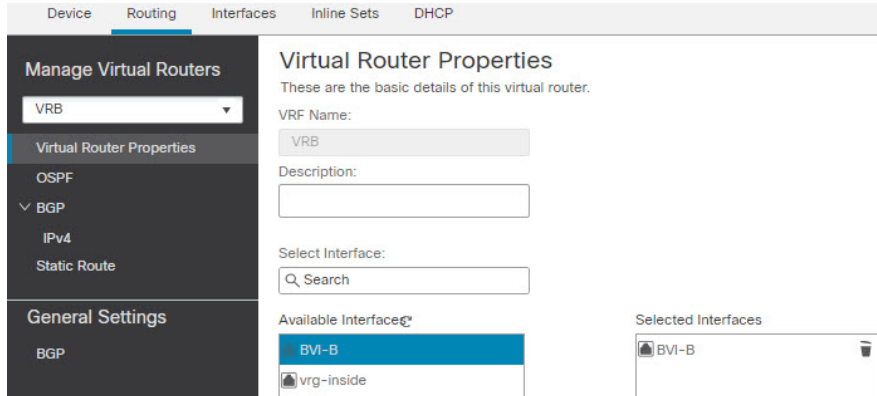 Device Routing Interfaces Inline Sets DHCP
Manage Virtual Routers
VRB
Virtual Router Properties
OSPF
BGP
IPv4
Static Route
General Settings
BGP
Virtual Router Properties
These are the basic details of this virtual router.
VRF Name:
VRB
Description:
Select Interface:
Search
Available Interfaces
BVI-B
vrg-inside
Selected Interfaces
BVI-B